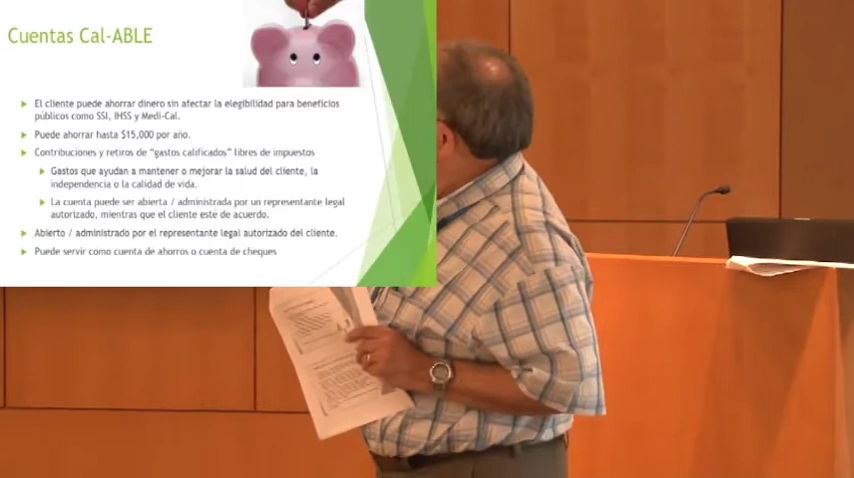 Cuentas Cal-ABLE
El cliente puede ahorrar dinero sin afectar la elegibilidad para beneficios
públicos como SSI, IHSS y Medi-Cal.
Puede ahorrar hasta $15,000 por año.
Contribuciones y retiros de "gastos calificados" libres de impuestos
Gastos que ayudan a mantener o mejorar la salud del cliente, la
independencia o la calidad de vida.
La cuenta puede ser abierta / administrada por un representante legal
autorizado, mientras que el cliente esté de acuerdo.
Abierto / administrado por el representante legal autorizado del cliente.
Puede servir como cuenta de ahorros o cuenta de cheques